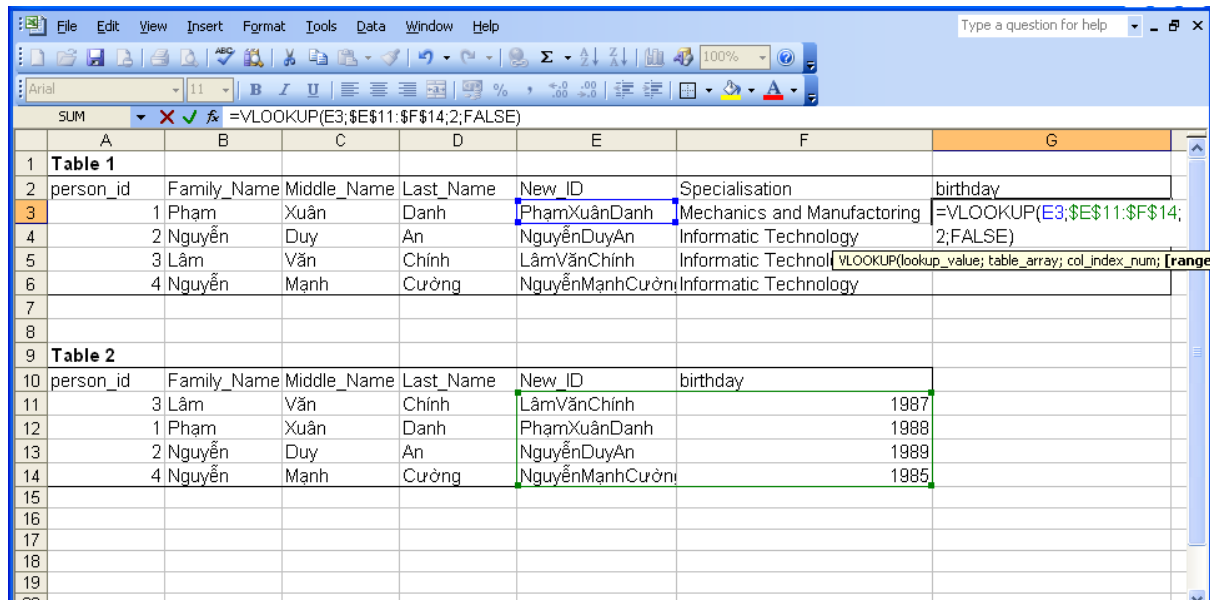 File Edit View Insert Format Tools Data Window Help Type a question for help
100%
Arial 11 B I U
SUM =VLOOKUP(E3;$E$11:$F$14;2;FALSE)
A B C D E F G
1 Table 1
2 person_id Family_Name Middle_Name Last_Name New_ID Specialisation birthday
3 1 Phạm Xuân Danh PhạmXuânDanh Mechanics and Manufactoring =VLOOKUP(E3;$E$11:$F$14;
4 2 Nguyễn Duy An NguyễnDuyAn Informatic Technology 2;FALSE)
5 3 Lâm Văn Chính LâmVănChính Informatic Technol VLOOKUP(lookup_value; table_array; col_index_num; [range
6 4 Nguyễn Mạnh Cường NguyễnMạnhCườn Informatic Technology
7
8
9 Table 2
10 person_id Family_Name Middle_Name Last_Name New_ID birthday
11 3 Lâm Văn Chính LâmVănChính 1987
12 1 Phạm Xuân Danh PhạmXuânDanh 1988
13 2 Nguyễn Duy An NguyễnDuyAn 1989
14 4 Nguyễn Mạnh Cường NguyễnMạnhCườn 1985
15
16
17
18
19